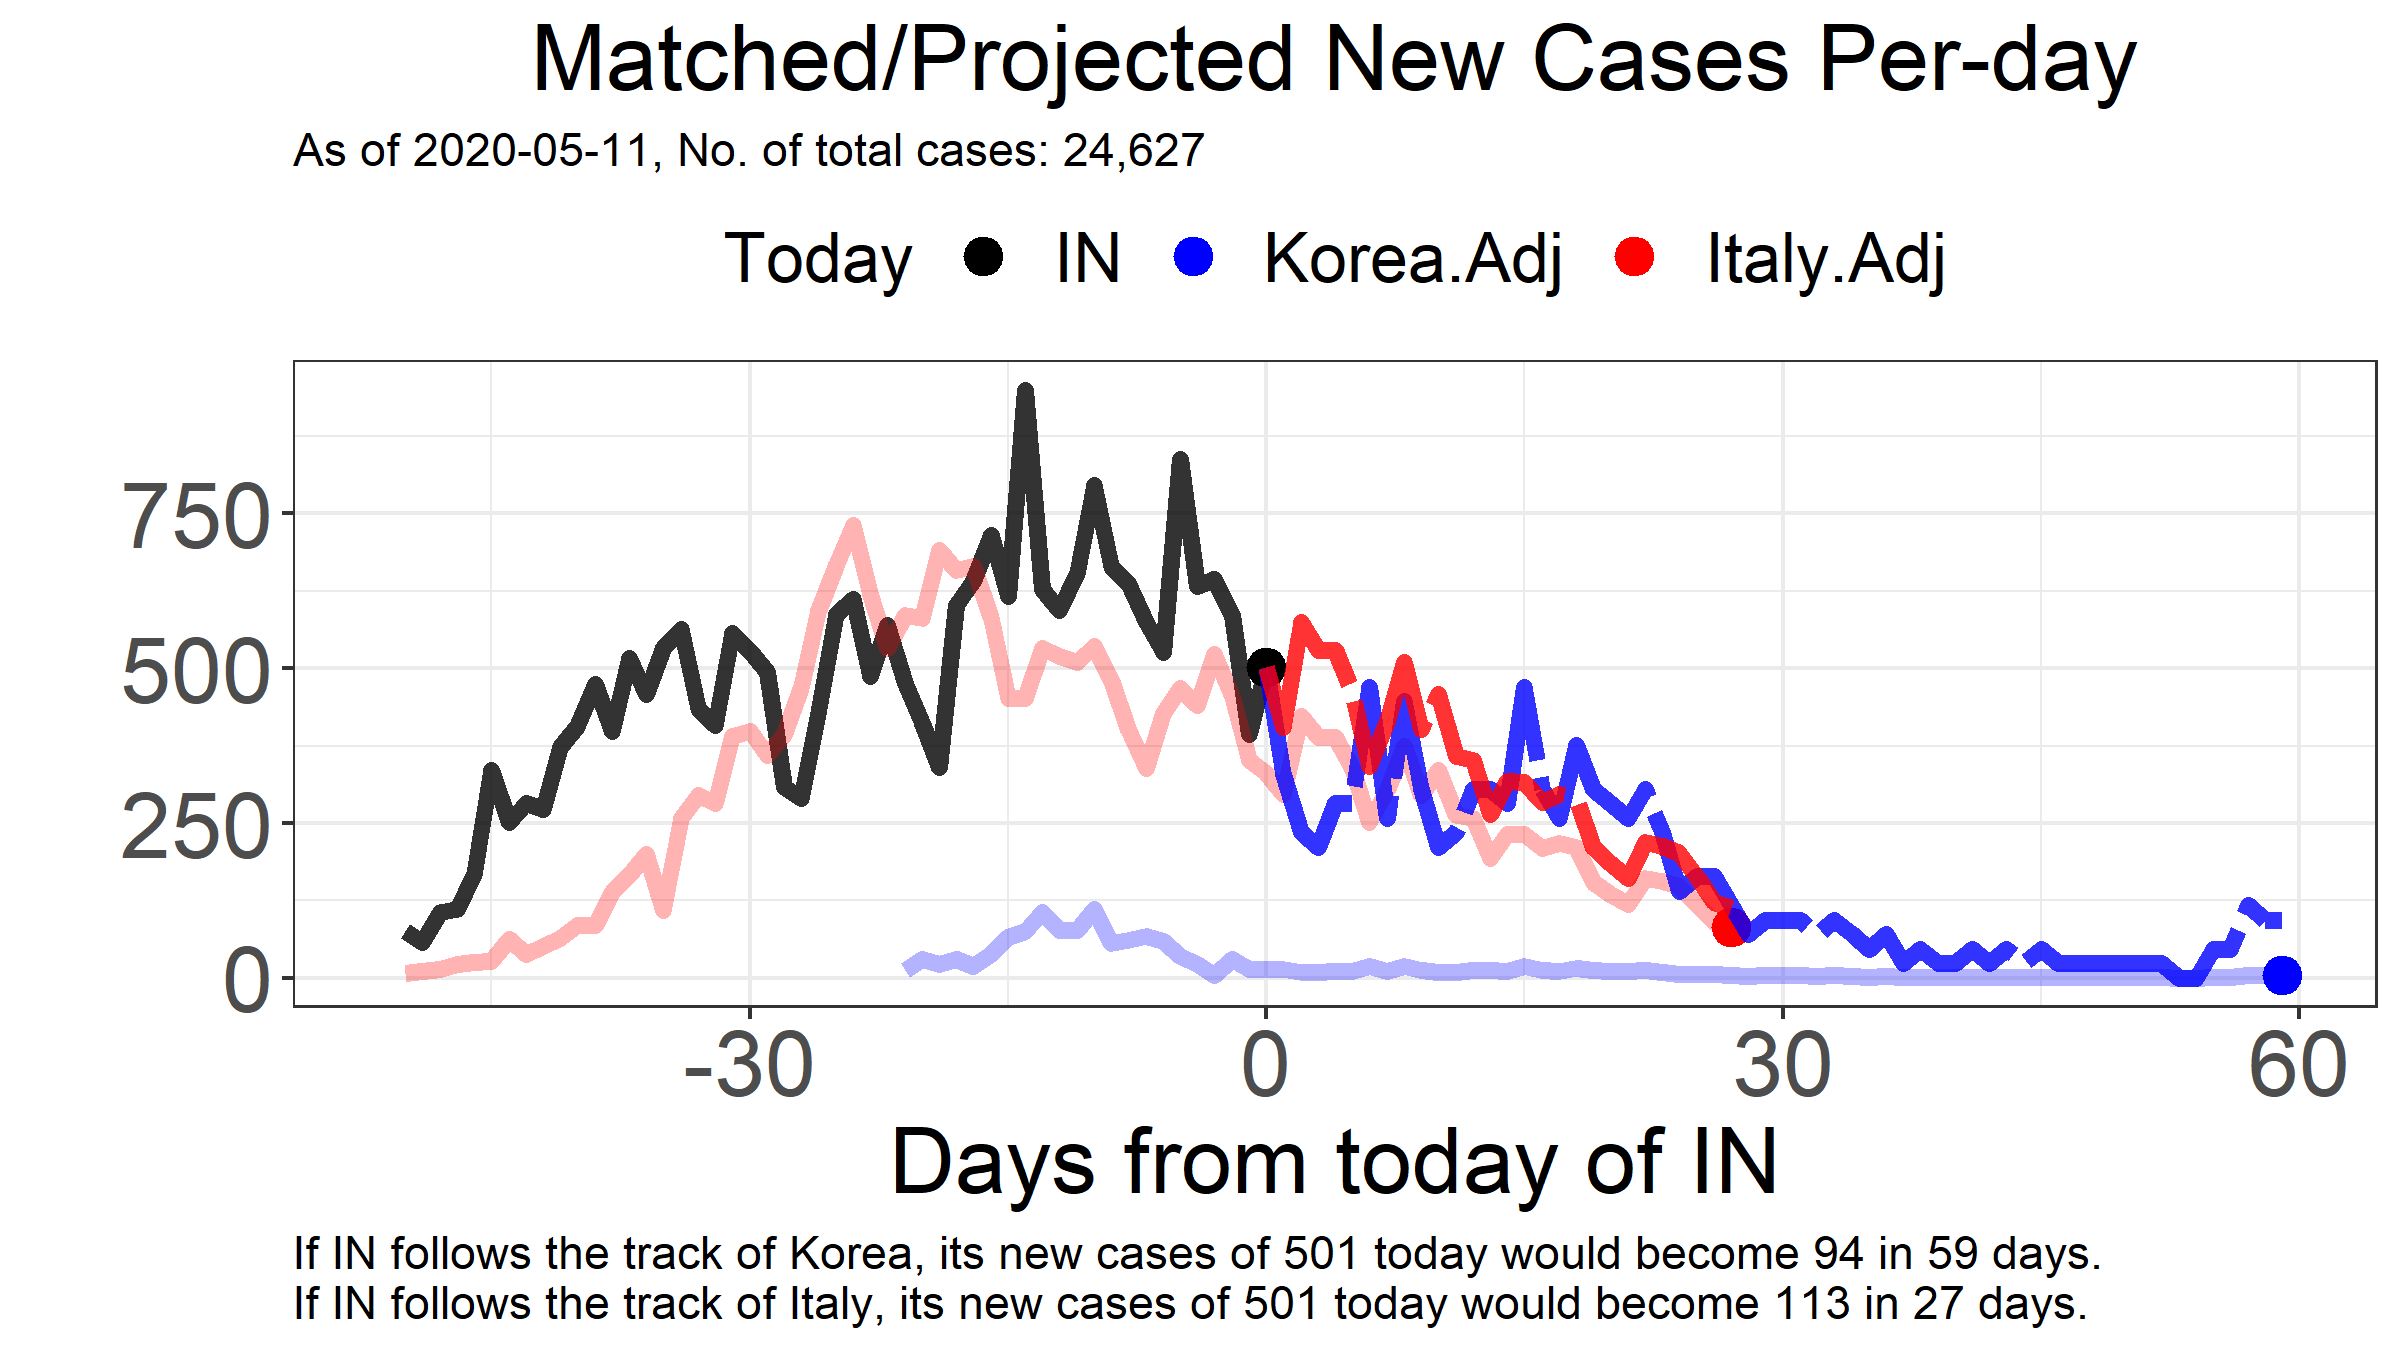 Matched/Projected New Cases Per-day
As of 2020-05-11, No. of total cases: 24,627
Today IN Korea.Adj Italy.Adj
750
500
250
0
-30 0 30 60
Days from today of IN
If IN follows the track of Korea, its new cases of 501 today would become 94 in 59 days.
If IN follows the track of Italy, its new cases of 501 today would become 113 in 27 days.